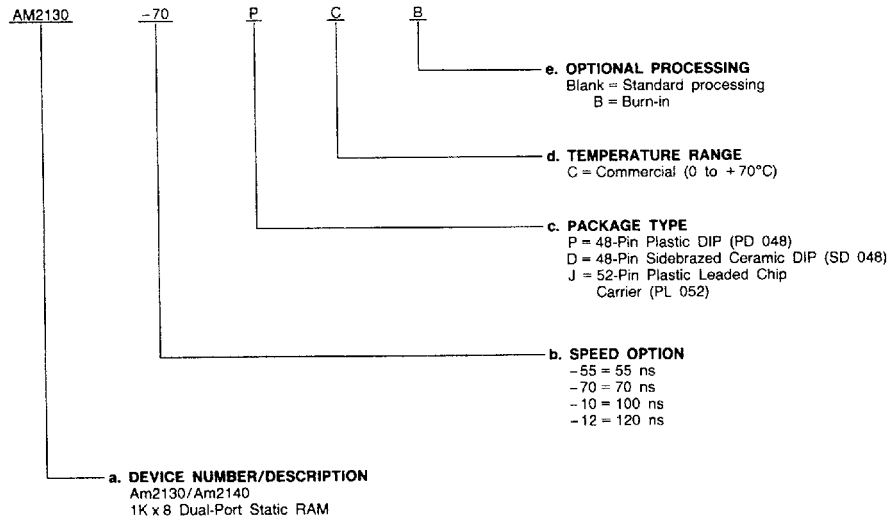 AM2130 -70 P C B
e. OPTIONAL PROCESSING
Blank = Standard processing
B = Burn-in
d. TEMPERATURE RANGE
C = Commercial (0 to +70°C)
c. PACKAGE TYPE
P = 48-Pin Plastic DIP (PD 048)
D = 48-Pin Sidebrazed Ceramic DIP (SD 048)
J = 52-Pin Plastic Leaded Chip
Carrier (PL 052)
b. SPEED OPTION
-55 = 55 ns
-70 = 70 ns
-10 = 100 ns
-12 = 120 ns
a. DEVICE NUMBER/DESCRIPTION
Am2130/Am2140
1K x 8 Dual-Port Static RAM